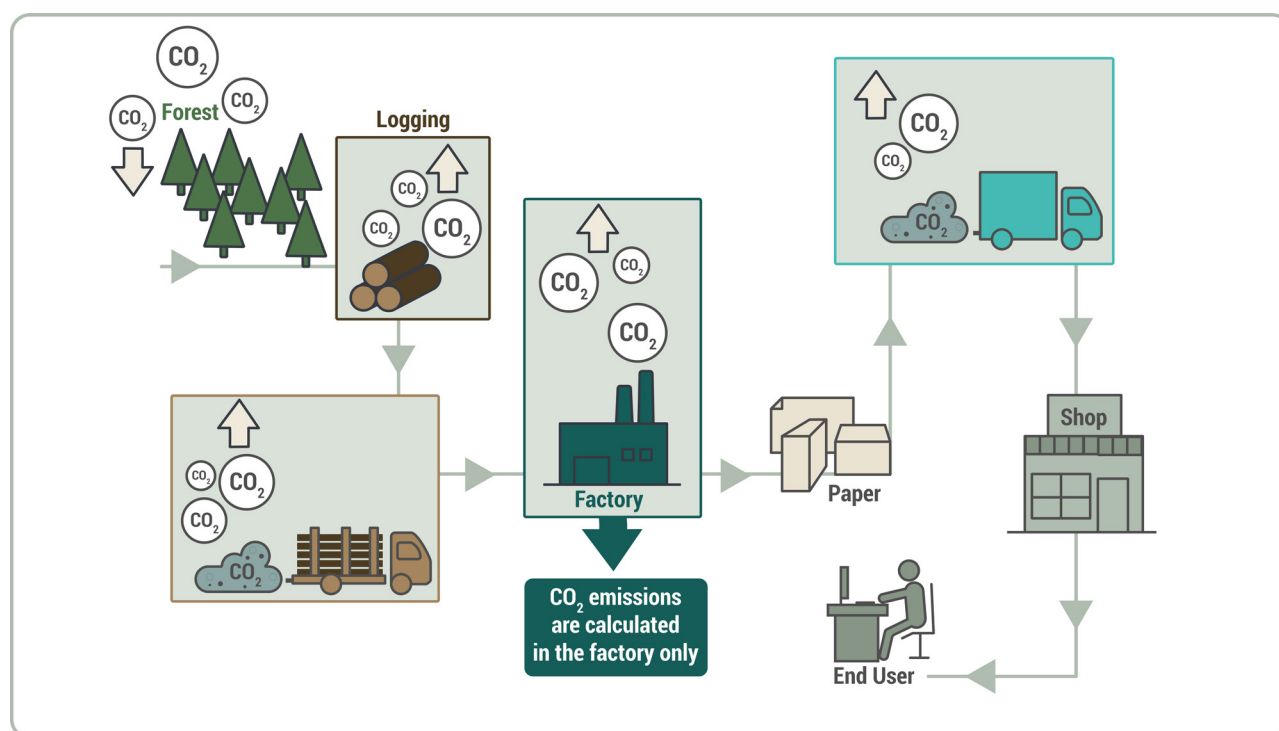 CO₂
CO₂
CO₂
Forest
Logging
CO₂
CO₂
CO₂
CO₂
CO₂
CO₂
CO₂
CO₂
CO₂
CO₂
Factory
CO₂ emissions
are calculated
in the factory only
Paper
CO₂
CO₂
CO₂
Shop
End User